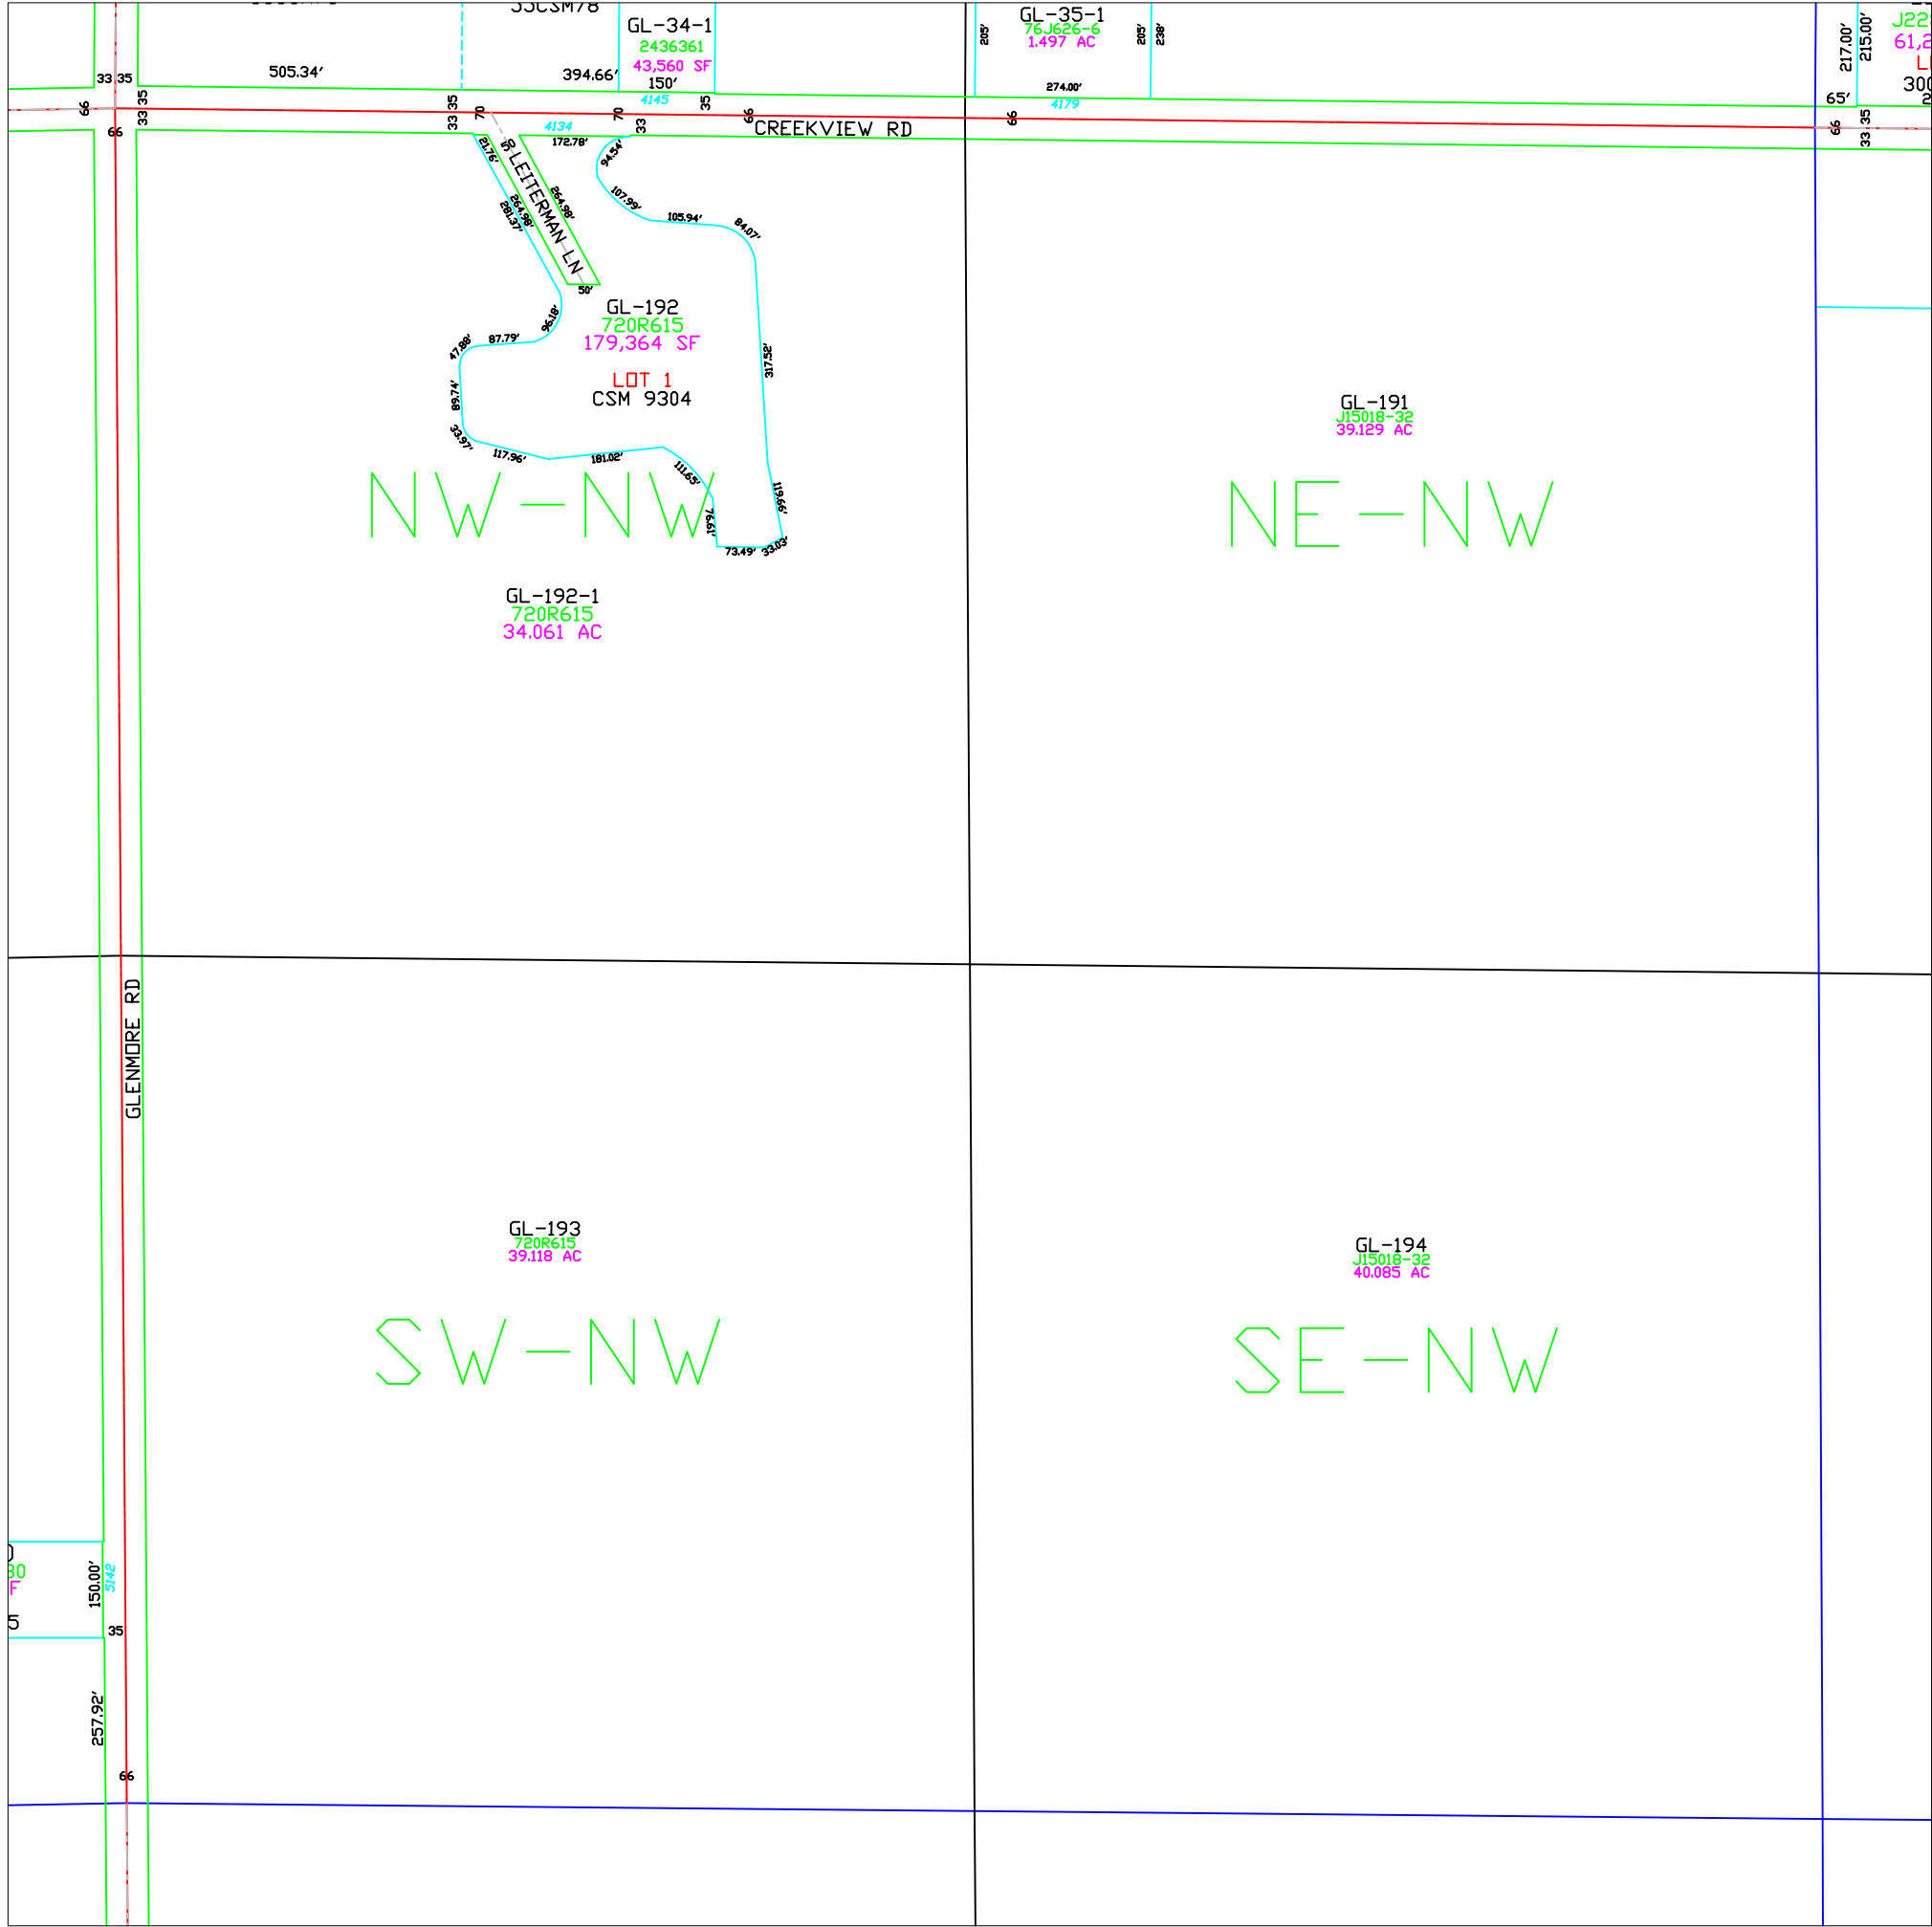 33CSM78
GL-34-1
2436361
43,560 SF
150'
4145
GL-35-1
76J626-6
1.497 AC
205'
205'
238'
274.00'
4179
217.00'
215.00'
65'
505.34'
394.66'
33 35
66
33 35
66
33 35
70
70
33
35
66
66
66
33 35
CREEKVIEW RD
4134
172.78'
21.76'
LEITERMAN LN
264.98'
264.98'
281.37'
50'
94.54'
107.99'
105.94'
84.07'
317.52'
119.66'
33.03'
73.49'
76.91'
111.65'
181.02'
117.96'
33.97'
89.74'
47.88'
87.79'
96.18'
GL-192
720R615
179,364 SF
LOT 1
CSM 9304
NW-NW
GL-192-1
720R615
34.061 AC
GL-191
J15018-32
39.129 AC
NE-NW
GLENMORE RD
GL-193
720R615
39.118 AC
SW-NW
GL-194
J15018-32
40.085 AC
SE-NW
150.00'
5142
35
257.92'
66